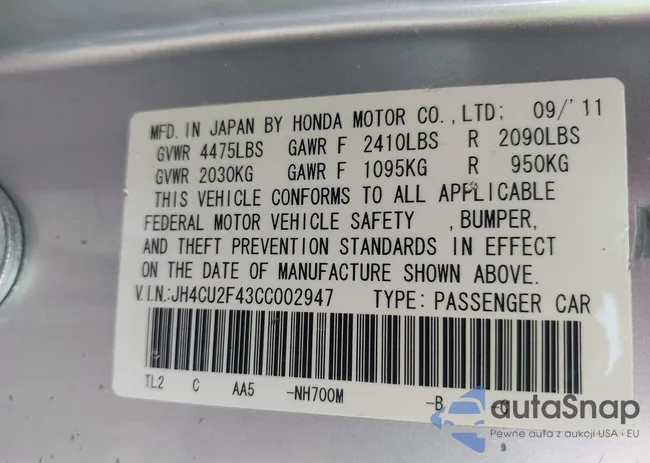 MFD. IN JAPAN BY HONDA MOTOR CO.,LTD; 09/'11
GVWR 4475LBS GAWR F 2410LBS R 2090LBS
GVWR 2030KG GAWR F 1095KG R 950KG
THIS VEHICLE CONFORMS TO ALL APPLICABLE
FEDERAL MOTOR VEHICLE SAFETY , BUMPER,
AND THEFT PREVENTION STANDARDS IN EFFECT
ON THE DATE OF MANUFACTURE SHOWN ABOVE.
V.I.N.:JH4CU2F43CC002947 TYPE: PASSENGER CAR
TL2 C AA5 -NH700M -B
autaSnap
Pewne auta z aukcji USA i EU